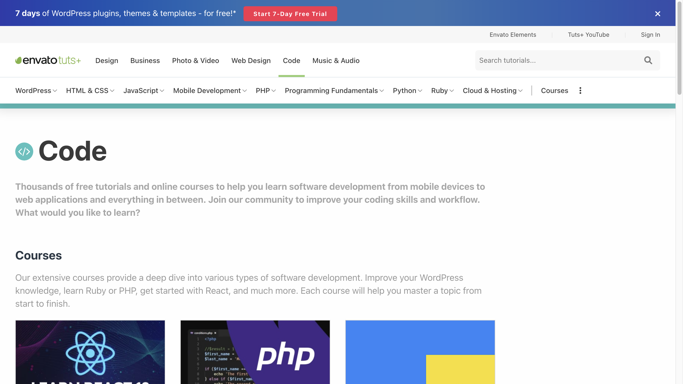 7 days of WordPress plugins, themes & templates - for free!*
Start 7-Day Free Trial
Envato Elements
Tuts+ YouTube
Sign In
envato tuts+
Design
Business
Photo & Video
Web Design
Code
Music & Audio
Search tutorials...
WordPress
HTML & CSS
JavaScript
Mobile Development
PHP
Programming Fundamentals
Python
Ruby
Cloud & Hosting
Courses
</>
Code
Thousands of free tutorials and online courses to help you learn software development from mobile devices to
web applications and everything in between. Join our community to improve your coding skills and workflow.
What would you like to learn?
Courses
Our extensive courses provide a deep dive into various types of software development. Improve your WordPress
knowledge, learn Ruby or PHP, get started with React, and much more. Each course will help you master a topic from
start to finish.
<?php
php